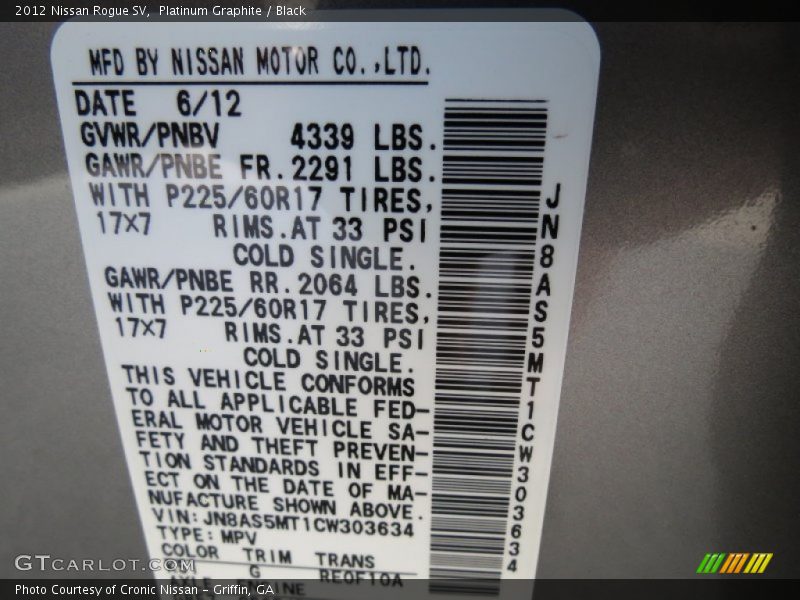 2012 Nissan Rogue SV, Platinum Graphite / Black
MFD BY NISSAN MOTOR CO.,LTD.
DATE 6/12
GVWR/PNBV 4339 LBS.
GAWR/PNBE FR.2291 LBS.
WITH P225/60R17 TIRES,
17X7 RIMS.AT 33 PSI
COLD SINGLE.
GAWR/PNBE RR.2064 LBS.
WITH P225/60R17 TIRES,
17X7 RIMS.AT 33 PSI
COLD SINGLE.
THIS VEHICLE CONFORMS
TO ALL APPLICABLE FED-
ERAL MOTOR VEHICLE SA-
FETY AND THEFT PREVEN-
TION STANDARDS IN EFF-
ECT ON THE DATE OF MA-
NUFACTURE SHOWN ABOVE.
VIN:JN8AS5MT1CW303634
TYPE:MPV
COLOR TRIM TRANS
G RE0F10A
AXLE ENGINE
JN8AS5MT1CW303634
GTCARLOT.COM
Photo Courtesy of Cronic Nissan - Griffin, GA